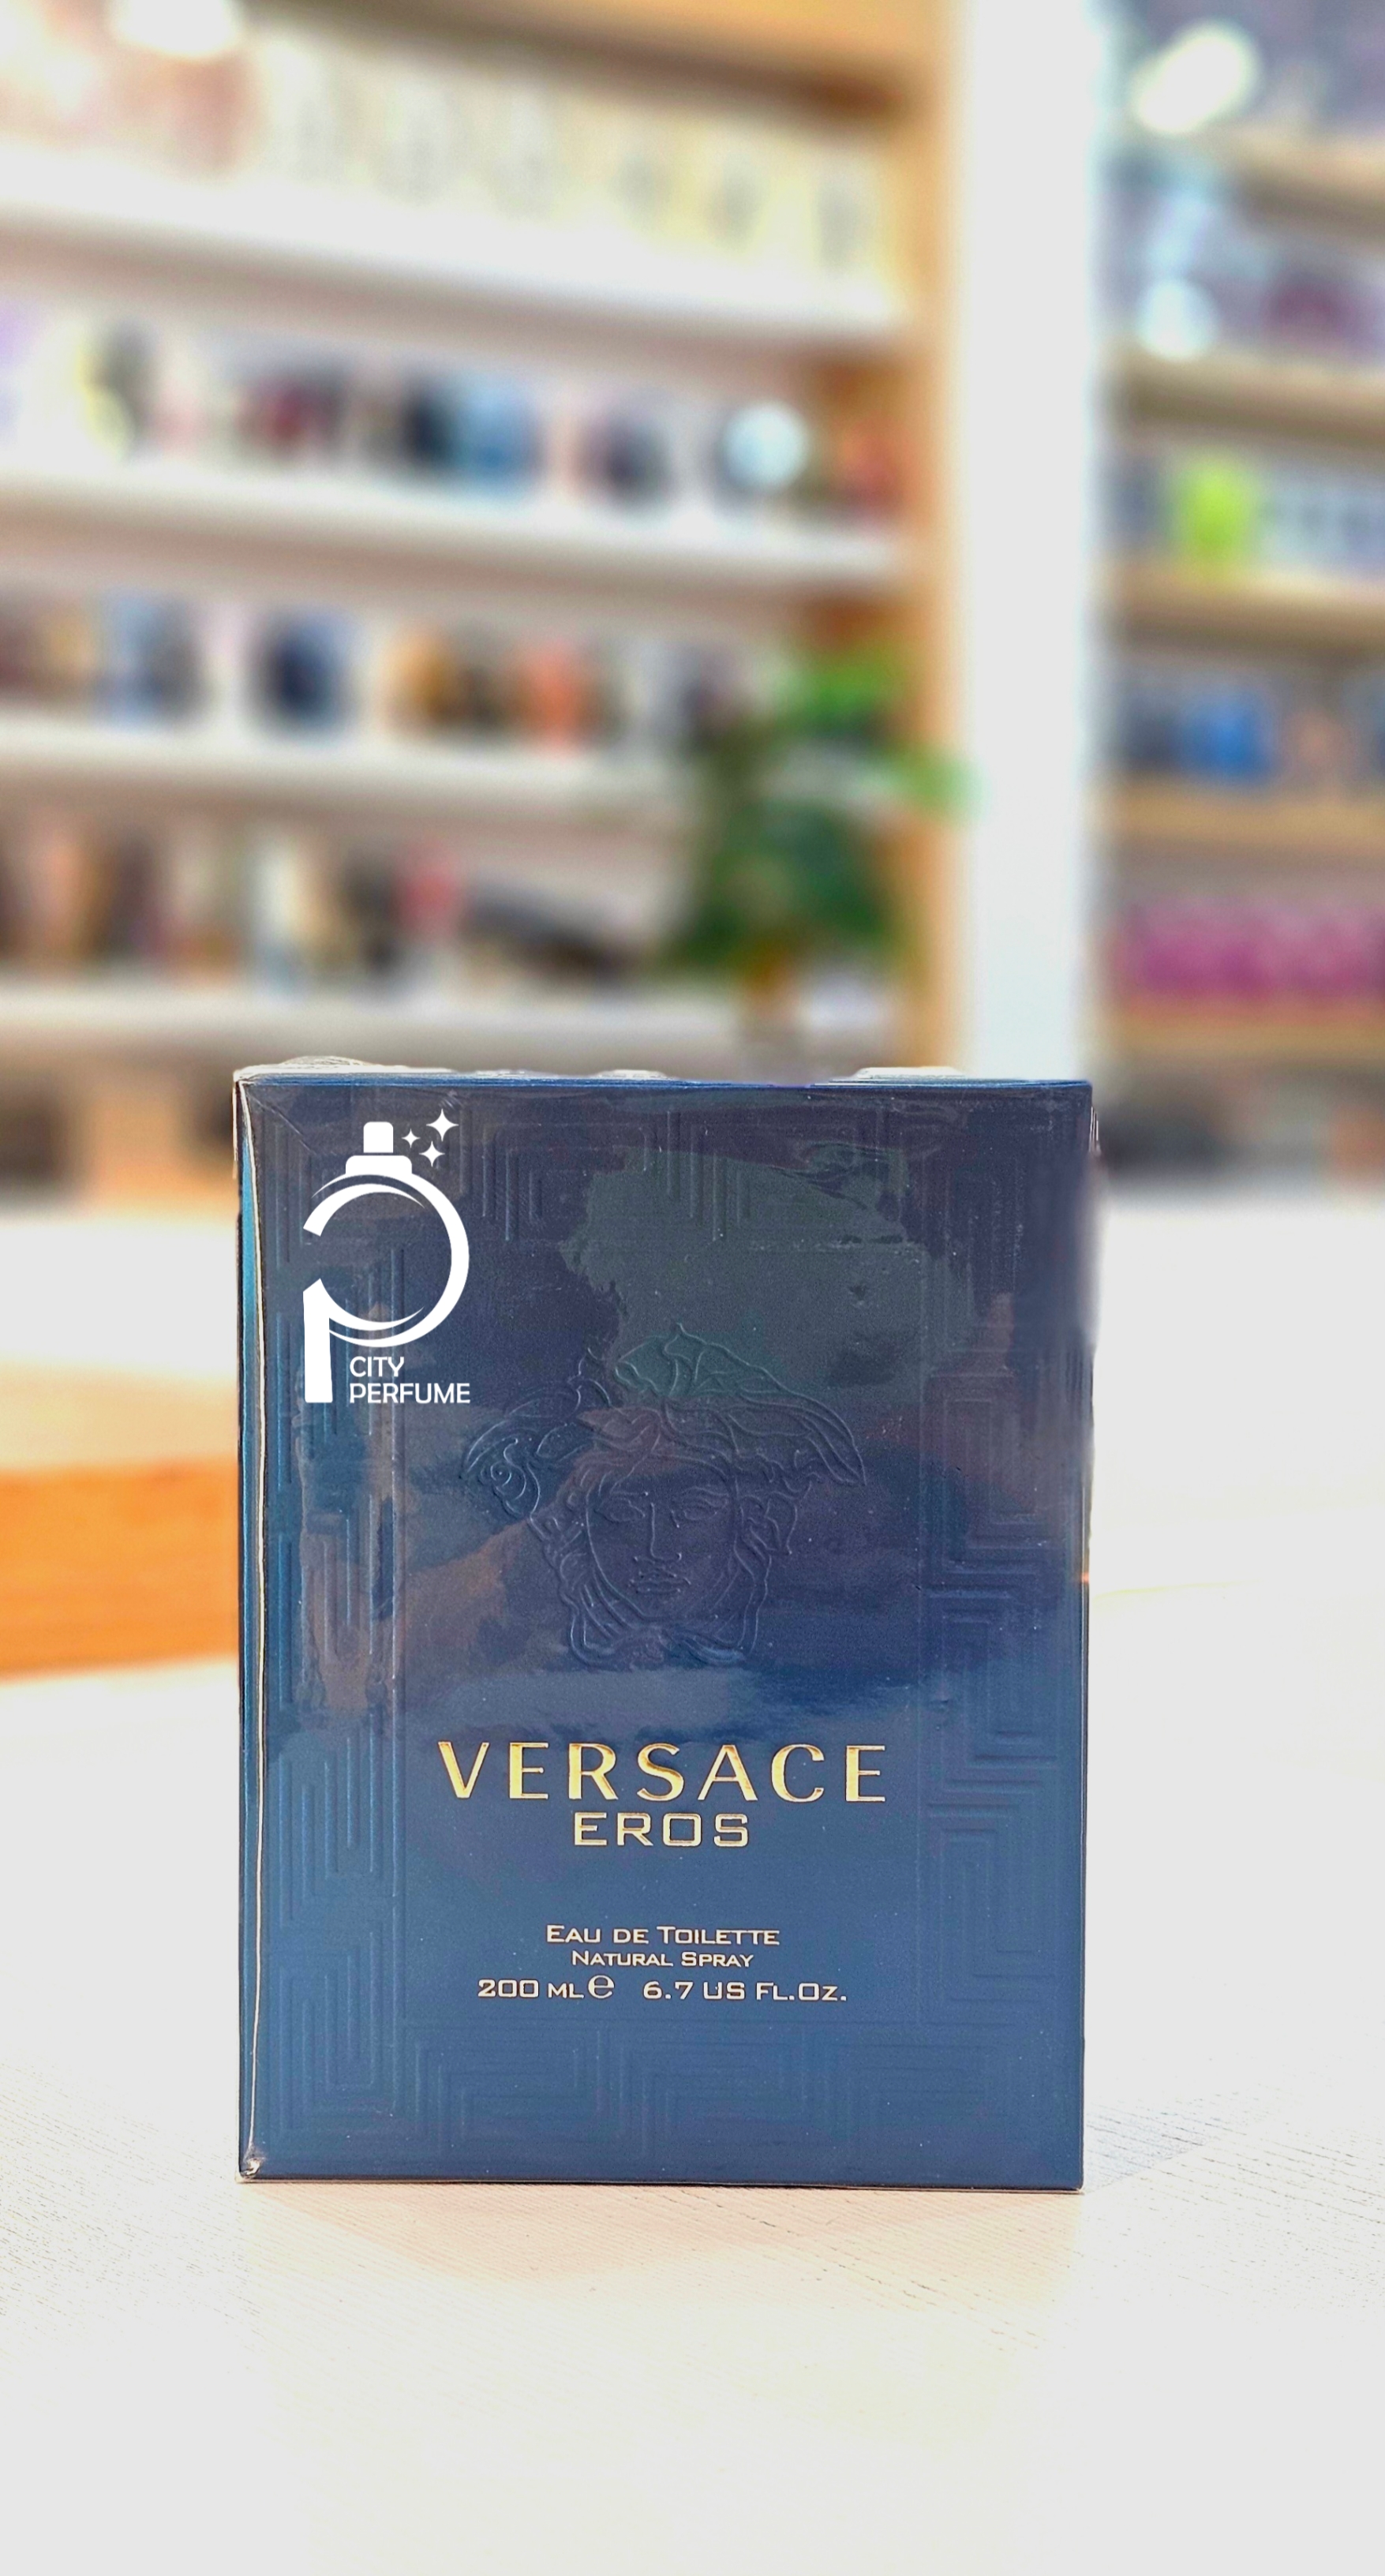 CITY
PERFUME
VERSACE
EROS
EAU DE TOILETTE
NATURAL SPRAY
200 ML e 6.7 US FL.OZ.